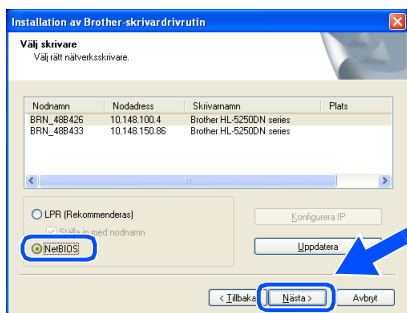 Installation av Brother-skrivardrivrutin
Välj skrivare
Välj rätt nätverksskrivare.
Nodnamn Nodadress Skrivarnamn Plats
BRN_48B426 10.148.100.4 Brother HL-5250DN series
BRN_48B433 10.148.150.86 Brother HL-5250DN series
LPR (Rekommenderas)
Ställa in med nodnamn
NetBIOS
Konfigurera IP
Uppdatera
< Tillbaka Nästa > Avbryt